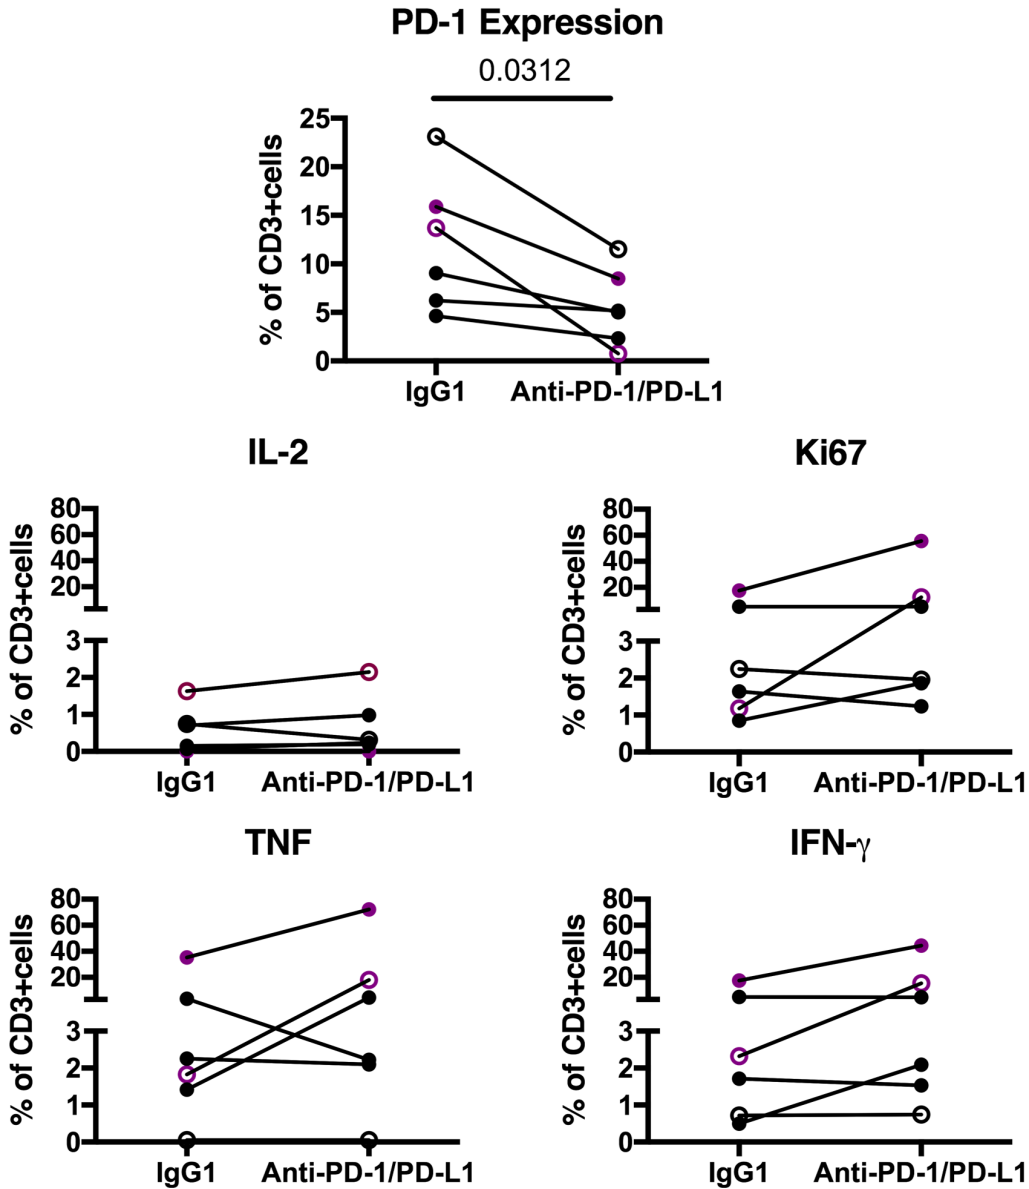 PD-1 Expression
0.0312
% of CD3+cells
25
20
15
10
5
0
IgG1 Anti-PD-1/PD-L1
IL-2
% of CD3+cells
80
60
40
20
3
2
1
0
IgG1 Anti-PD-1/PD-L1
Ki67
% of CD3+cells
80
60
40
20
3
2
1
0
IgG1 Anti-PD-1/PD-L1
TNF
% of CD3+cells
80
60
40
20
3
2
1
0
IgG1 Anti-PD-1/PD-L1
IFN-γ
% of CD3+cells
80
60
40
20
3
2
1
0
IgG1 Anti-PD-1/PD-L1